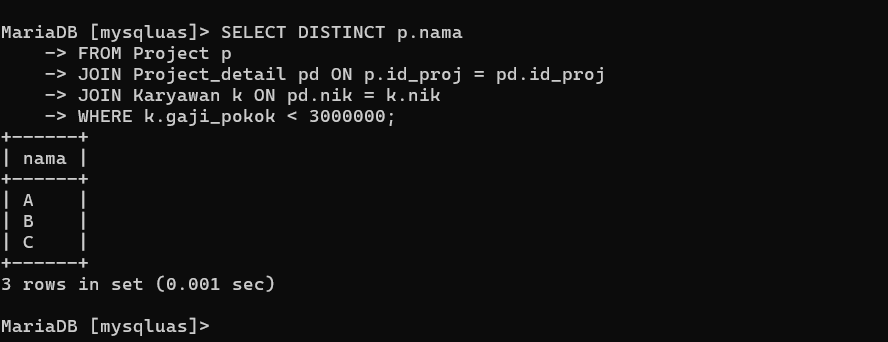 MariaDB [mysqluas]> SELECT DISTINCT p.nama
    -> FROM Project p
    -> JOIN Project_detail pd ON p.id_proj = pd.id_proj
    -> JOIN Karyawan k ON pd.nik = k.nik
    -> WHERE k.gaji_pokok < 3000000;
+------+
| nama |
+------+
| A    |
| B    |
| C    |
+------+
3 rows in set (0.001 sec)
MariaDB [mysqluas]>